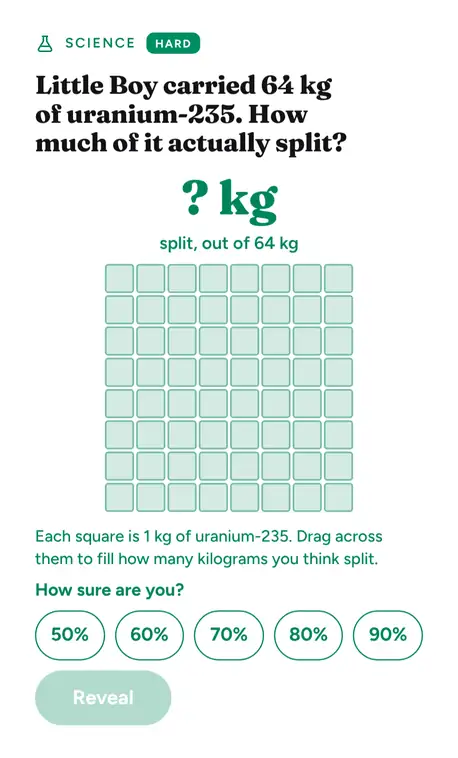 SCIENCE HARD
Little Boy carried 64 kg
of uranium-235. How
much of it actually split?
? kg
split, out of 64 kg
Each square is 1 kg of uranium-235. Drag across
them to fill how many kilograms you think split.
How sure are you?
50% 60% 70% 80% 90%
Reveal